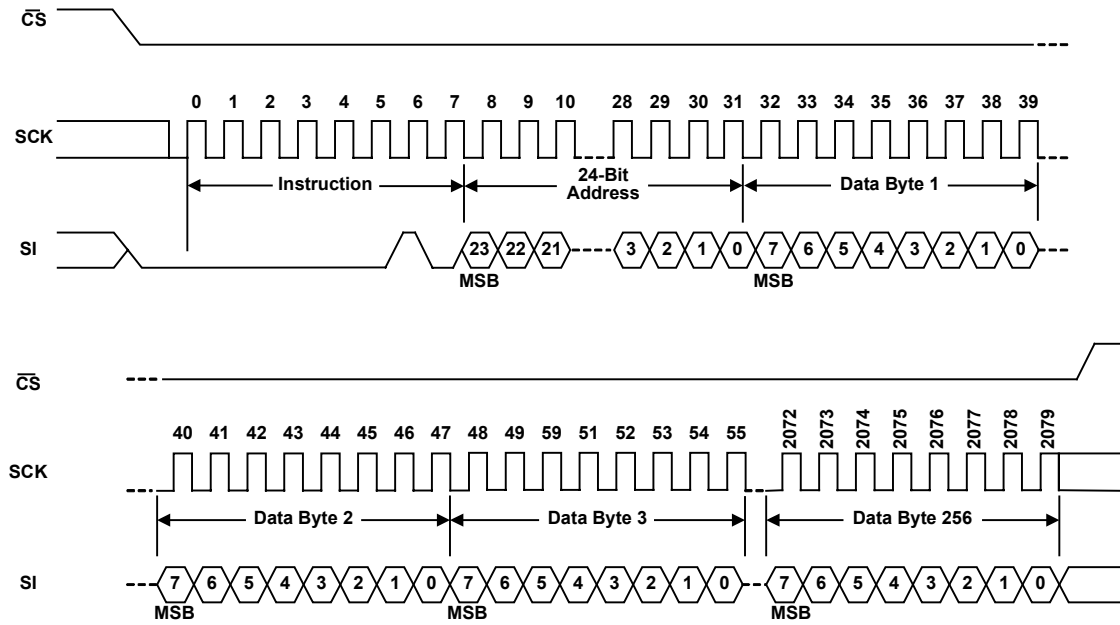 CS
0 1 2 3 4 5 6 7 8 9 10 28 29 30 31 32 33 34 35 36 37 38 39
SCK
Instruction 24-Bit Address Data Byte 1
SI
23 22 21 3 2 1 0 7 6 5 4 3 2 1 0
MSB MSB
CS
40 41 42 43 44 45 46 47 48 49 59 51 52 53 54 55 2072 2073 2074 2075 2076 2077 2078 2079
SCK
Data Byte 2 Data Byte 3 Data Byte 256
SI
7 6 5 4 3 2 1 0 7 6 5 4 3 2 1 0 7 6 5 4 3 2 1 0
MSB MSB MSB